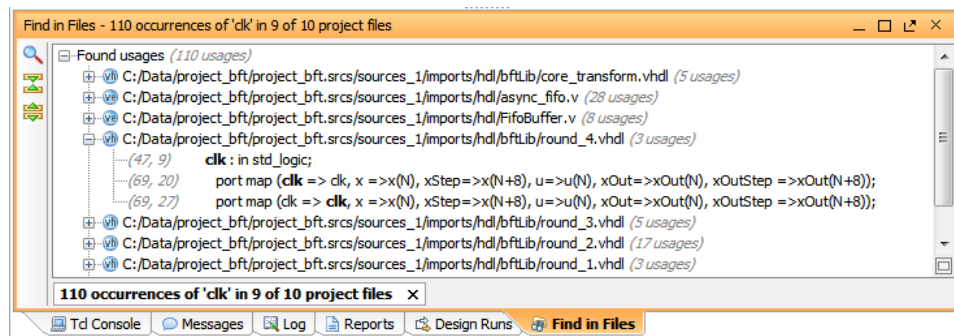 Find in Files - 110 occurrences of 'clk' in 9 of 10 project files
Found usages (110 usages)
vh C:/Data/project_bft/project_bft.srcs/sources_1/imports/hdl/bftLib/core_transform.vhdl (5 usages)
ve C:/Data/project_bft/project_bft.srcs/sources_1/imports/hdl/async_fifo.v (28 usages)
ve C:/Data/project_bft/project_bft.srcs/sources_1/imports/hdl/FifoBuffer.v (8 usages)
vh C:/Data/project_bft/project_bft.srcs/sources_1/imports/hdl/bftLib/round_4.vhdl (3 usages)
(47, 9) clk : in std_logic;
(69, 20) port map (clk => clk, x =>x(N), xStep=>x(N+8), u=>u(N), xOut=>xOut(N), xOutStep =>xOut(N+8));
(69, 27) port map (clk => clk, x =>x(N), xStep=>x(N+8), u=>u(N), xOut=>xOut(N), xOutStep =>xOut(N+8));
vh C:/Data/project_bft/project_bft.srcs/sources_1/imports/hdl/bftLib/round_3.vhdl (5 usages)
vh C:/Data/project_bft/project_bft.srcs/sources_1/imports/hdl/bftLib/round_2.vhdl (17 usages)
vh C:/Data/project_bft/project_bft.srcs/sources_1/imports/hdl/bftLib/round_1.vhdl (3 usages)
110 occurrences of 'clk' in 9 of 10 project files
Tcl Console Messages Log Reports Design Runs Find in Files